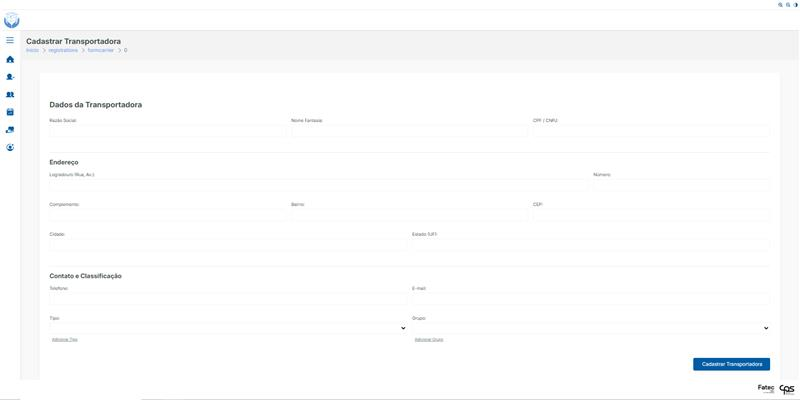 Cadastrar Transportadora
Início > registrations > formcarrier > 0
Dados da Transportadora
Razão Social: Nome Fantasia: CPF / CNPJ:
Endereço
Logradouro (Rua, Av.): Número:
Complemento: Bairro: CEP:
Cidade: Estado (UF):
Contato e Classificação
Telefone: E-mail:
Tipo: Grupo:
Adicionar Tipo Adicionar Grupo
Cadastrar Transportadora
Fatec cps